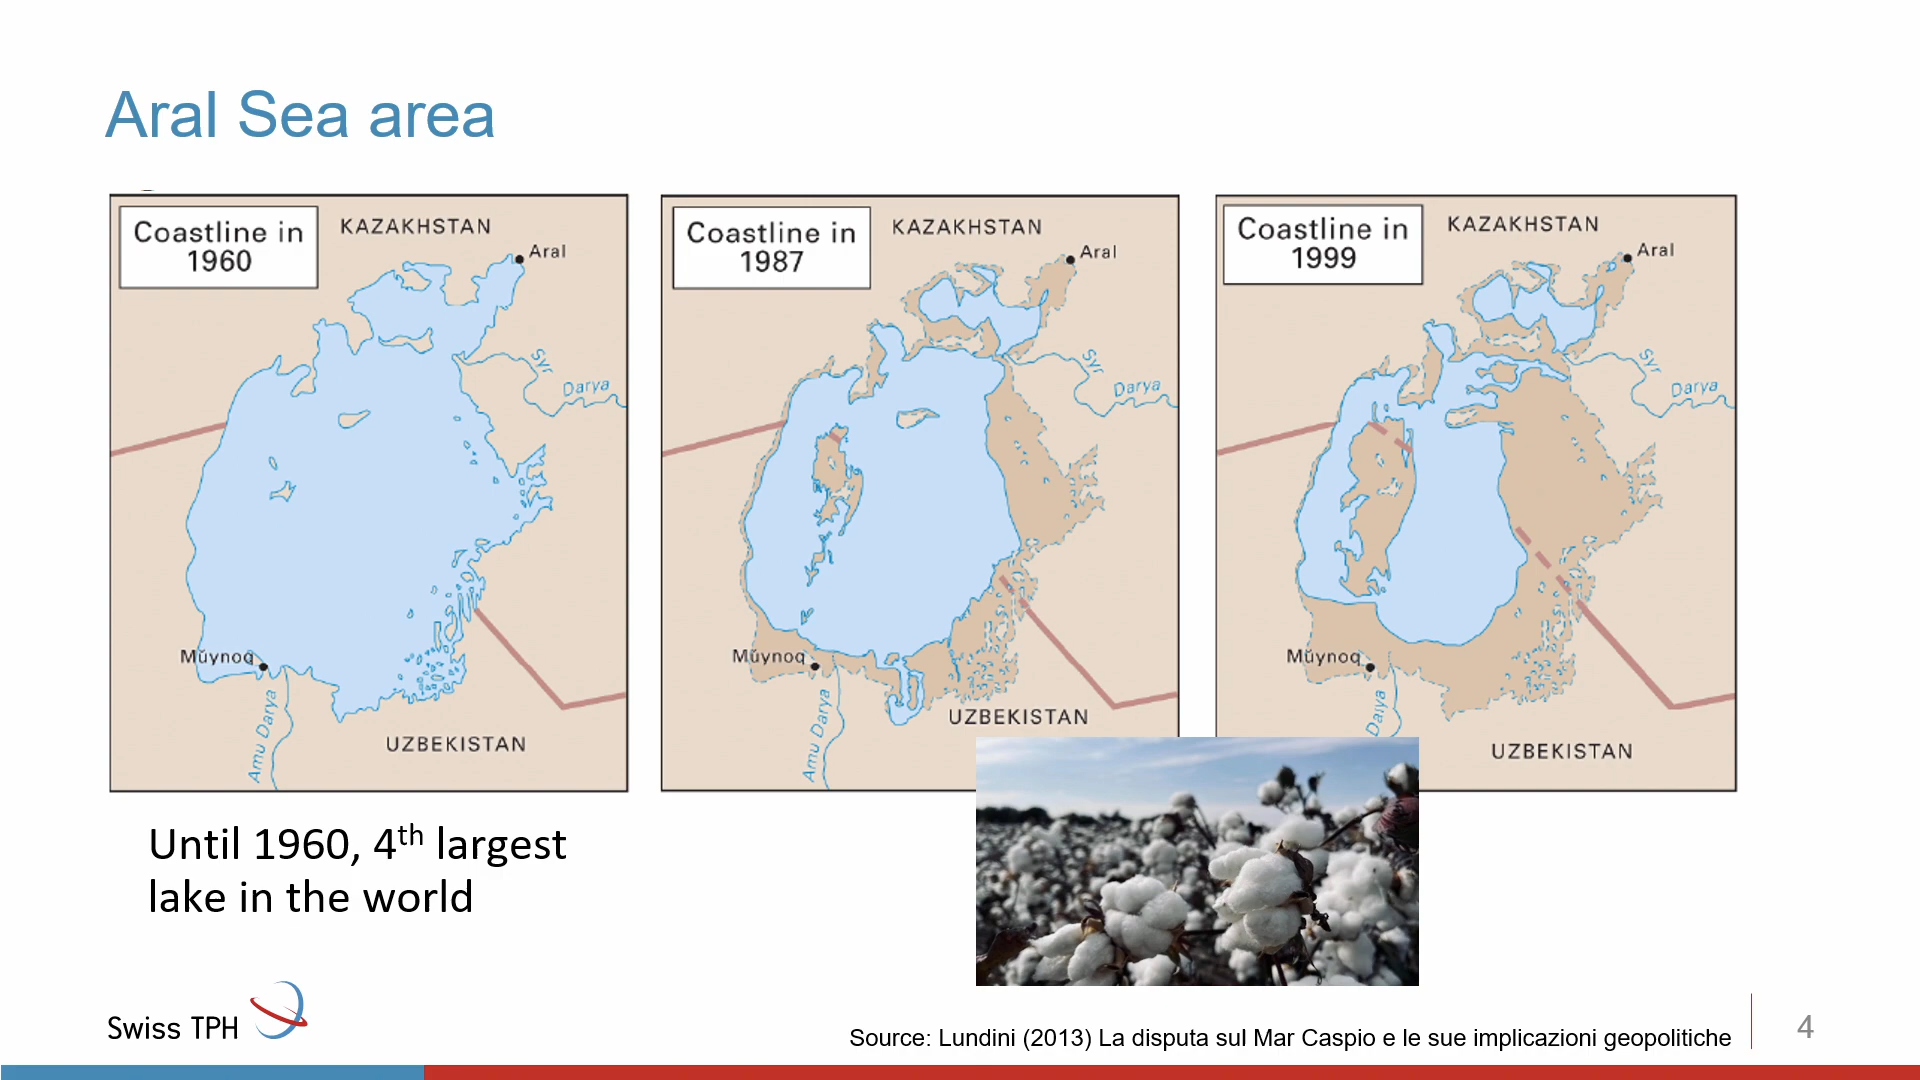 Aral Sea area
Coastline in
1960
KAZAKHSTAN
Aral
Syr
Darya
Mŭynoq
Amu Darya
UZBEKISTAN
Coastline in
1987
KAZAKHSTAN
Aral
Syr
Darya
Mŭynoq
Amu Darya
UZBEKISTAN
Coastline in
1999
KAZAKHSTAN
Aral
Syr
Darya
Mŭynoq
Darya
UZBEKISTAN
Until 1960, 4th largest
lake in the world
Swiss TPH
Source: Lundini (2013) La disputa sul Mar Caspio e le sue implicazioni geopolitiche
4